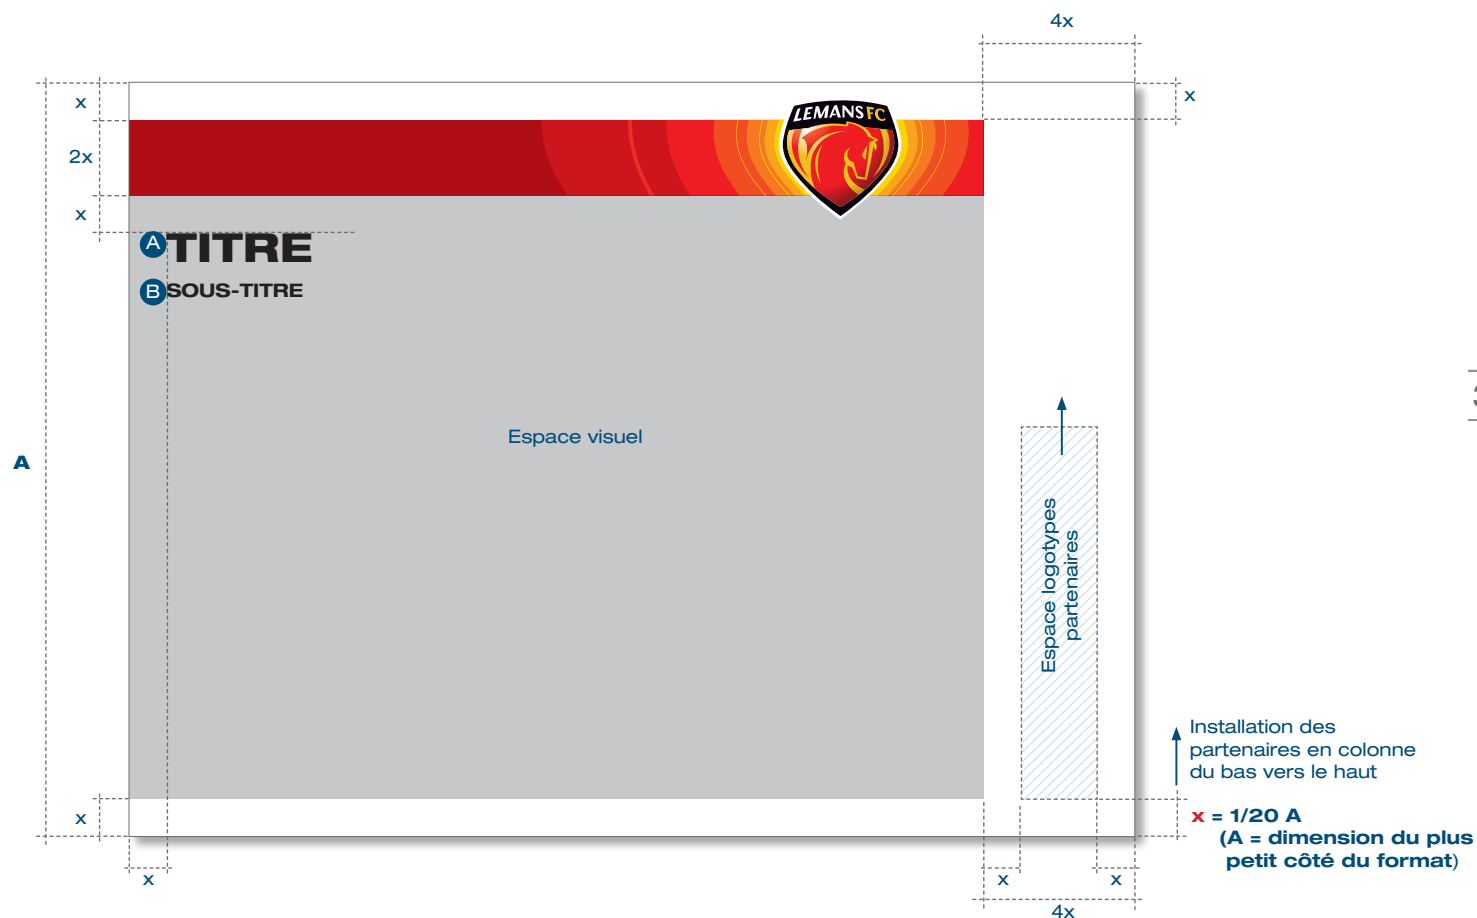 4x
x
x
LEMANS FC
2x
x
A TITRE
B SOUS-TITRE
Espace visuel
A
Espace logotypes
partenaires
Installation des
partenaires en colonne
du bas vers le haut
x
x = 1/20 A
(A = dimension du plus
petit côté du format)
x
x
x
4x